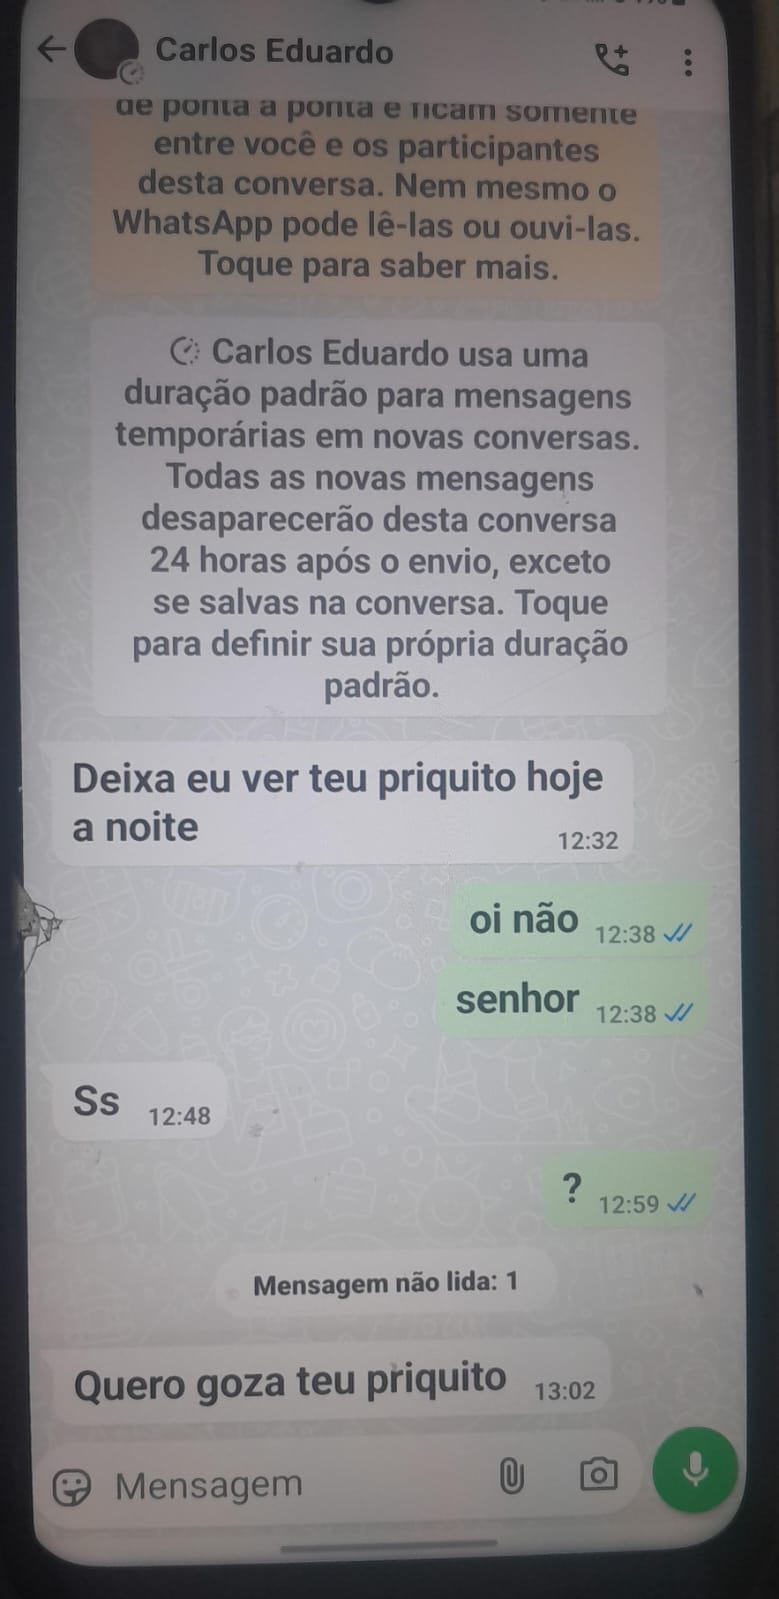 Carlos Eduardo
de ponta a ponta e ficam somente
entre você e os participantes
desta conversa. Nem mesmo o
WhatsApp pode lê-las ou ouvi-las.
Toque para saber mais.
Carlos Eduardo usa uma
duração padrão para mensagens
temporárias em novas conversas.
Todas as novas mensagens
desaparecerão desta conversa
24 horas após o envio, exceto
se salvas na conversa. Toque
para definir sua própria duração
padrão.
Deixa eu ver teu priquito hoje
a noite 12:32
oi não 12:38
senhor 12:38
Ss 12:48
? 12:59
Mensagem não lida: 1
Quero goza teu priquito 13:02
Mensagem